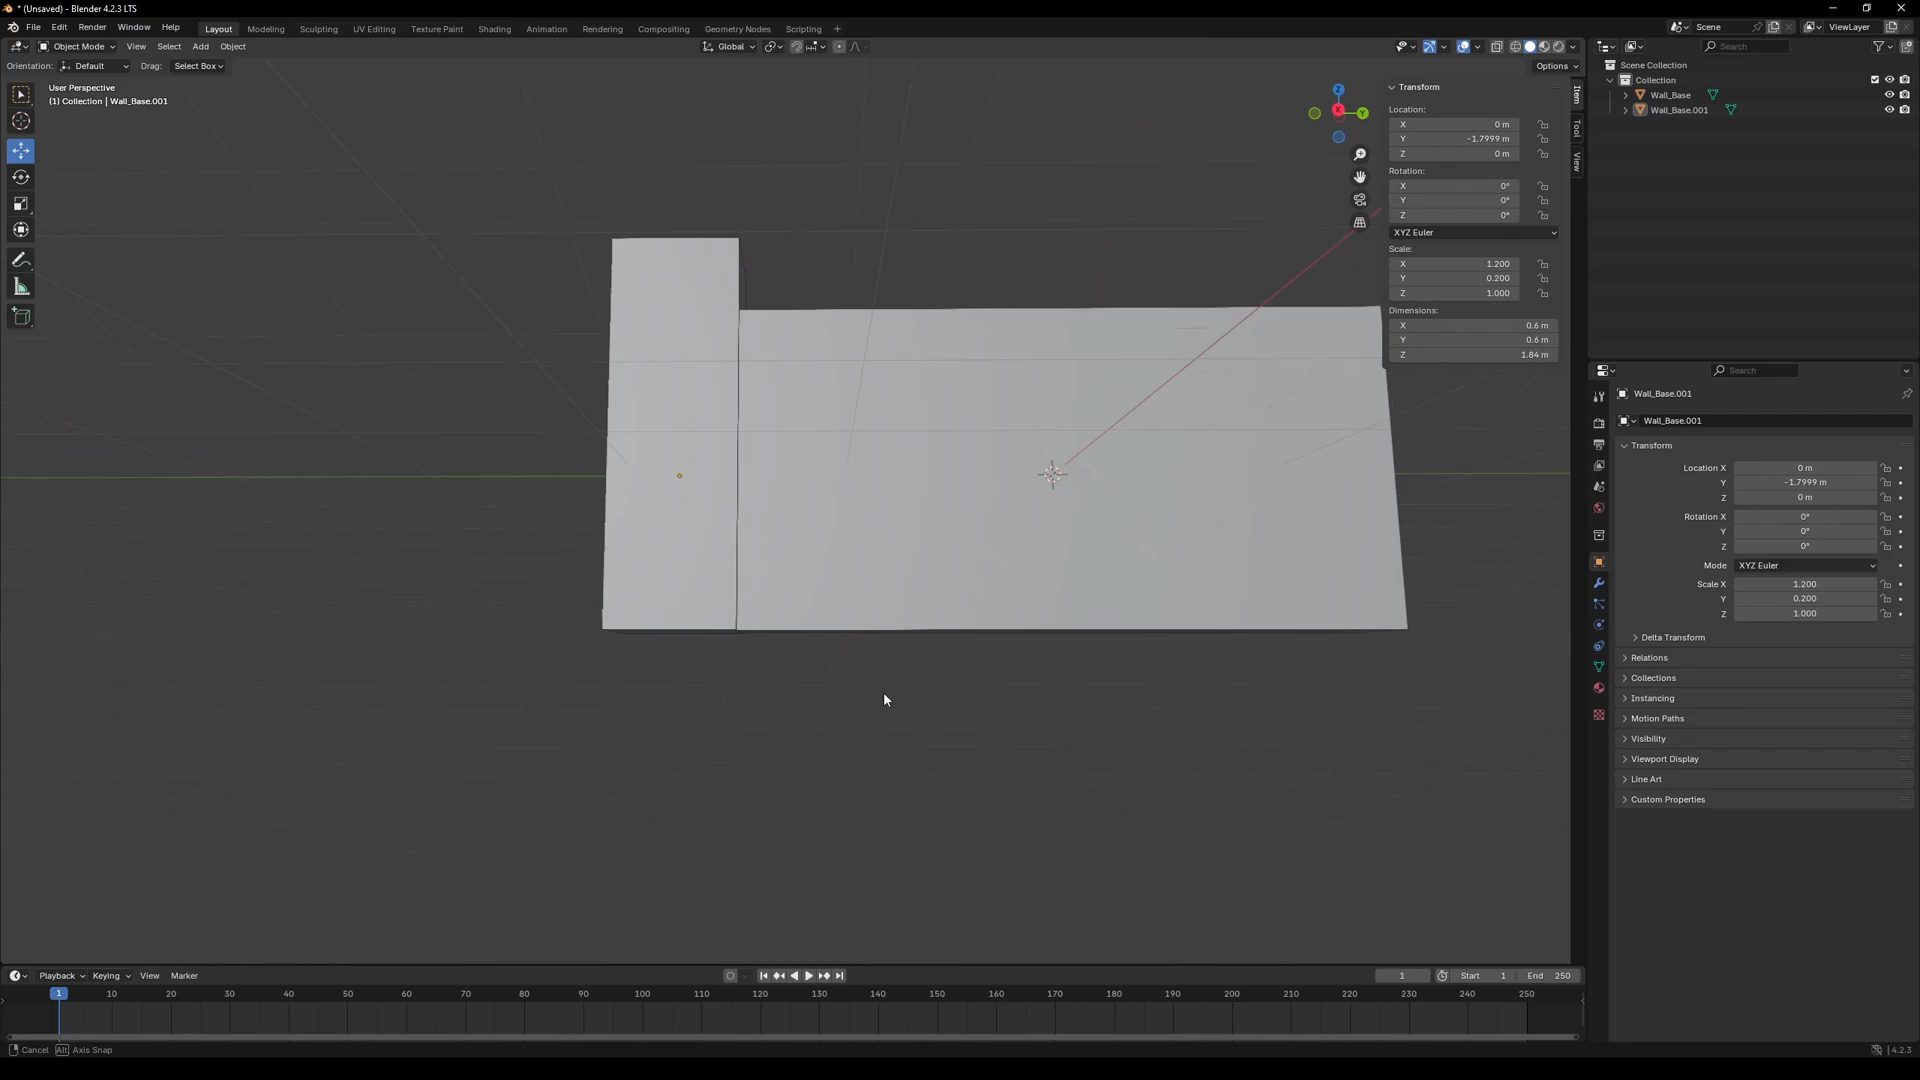 * (Unsaved) - Blender 4.2.3 LTS
File Edit Render Window Help Layout Modeling Sculpting UV Editing Texture Paint Shading Animation Rendering Compositing Geometry Nodes Scripting + Scene ViewLayer
Object Mode View Select Add Object Global Search
Orientation: Default Drag: Select Box Options
User Perspective
(1) Collection | Wall_Base.001
Z
X
Y
Transform
Location:
X 0 m
Y -1.7999 m
Z 0 m
Rotation:
X 0°
Y 0°
Z 0°
XYZ Euler
Scale:
X 1.200
Y 0.200
Z 1.000
Dimensions:
X 0.6 m
Y 0.6 m
Z 1.84 m
Item
Tool
View
Scene Collection
Collection
Wall_Base
Wall_Base.001
Search
Wall_Base.001
Wall_Base.001
Transform
Location X 0 m
Y -1.7999 m
Z 0 m
Rotation X 0°
Y 0°
Z 0°
Mode XYZ Euler
Scale X 1.200
Y 0.200
Z 1.000
Delta Transform
Relations
Collections
Instancing
Motion Paths
Visibility
Viewport Display
Line Art
Custom Properties
Playback Keying View Marker 1 Start 1 End 250
1 10 20 30 40 50 60 70 80 90 100 110 120 130 140 150 160 170 180 190 200 210 220 230 240 250
Cancel Alt Axis Snap 4.2.3